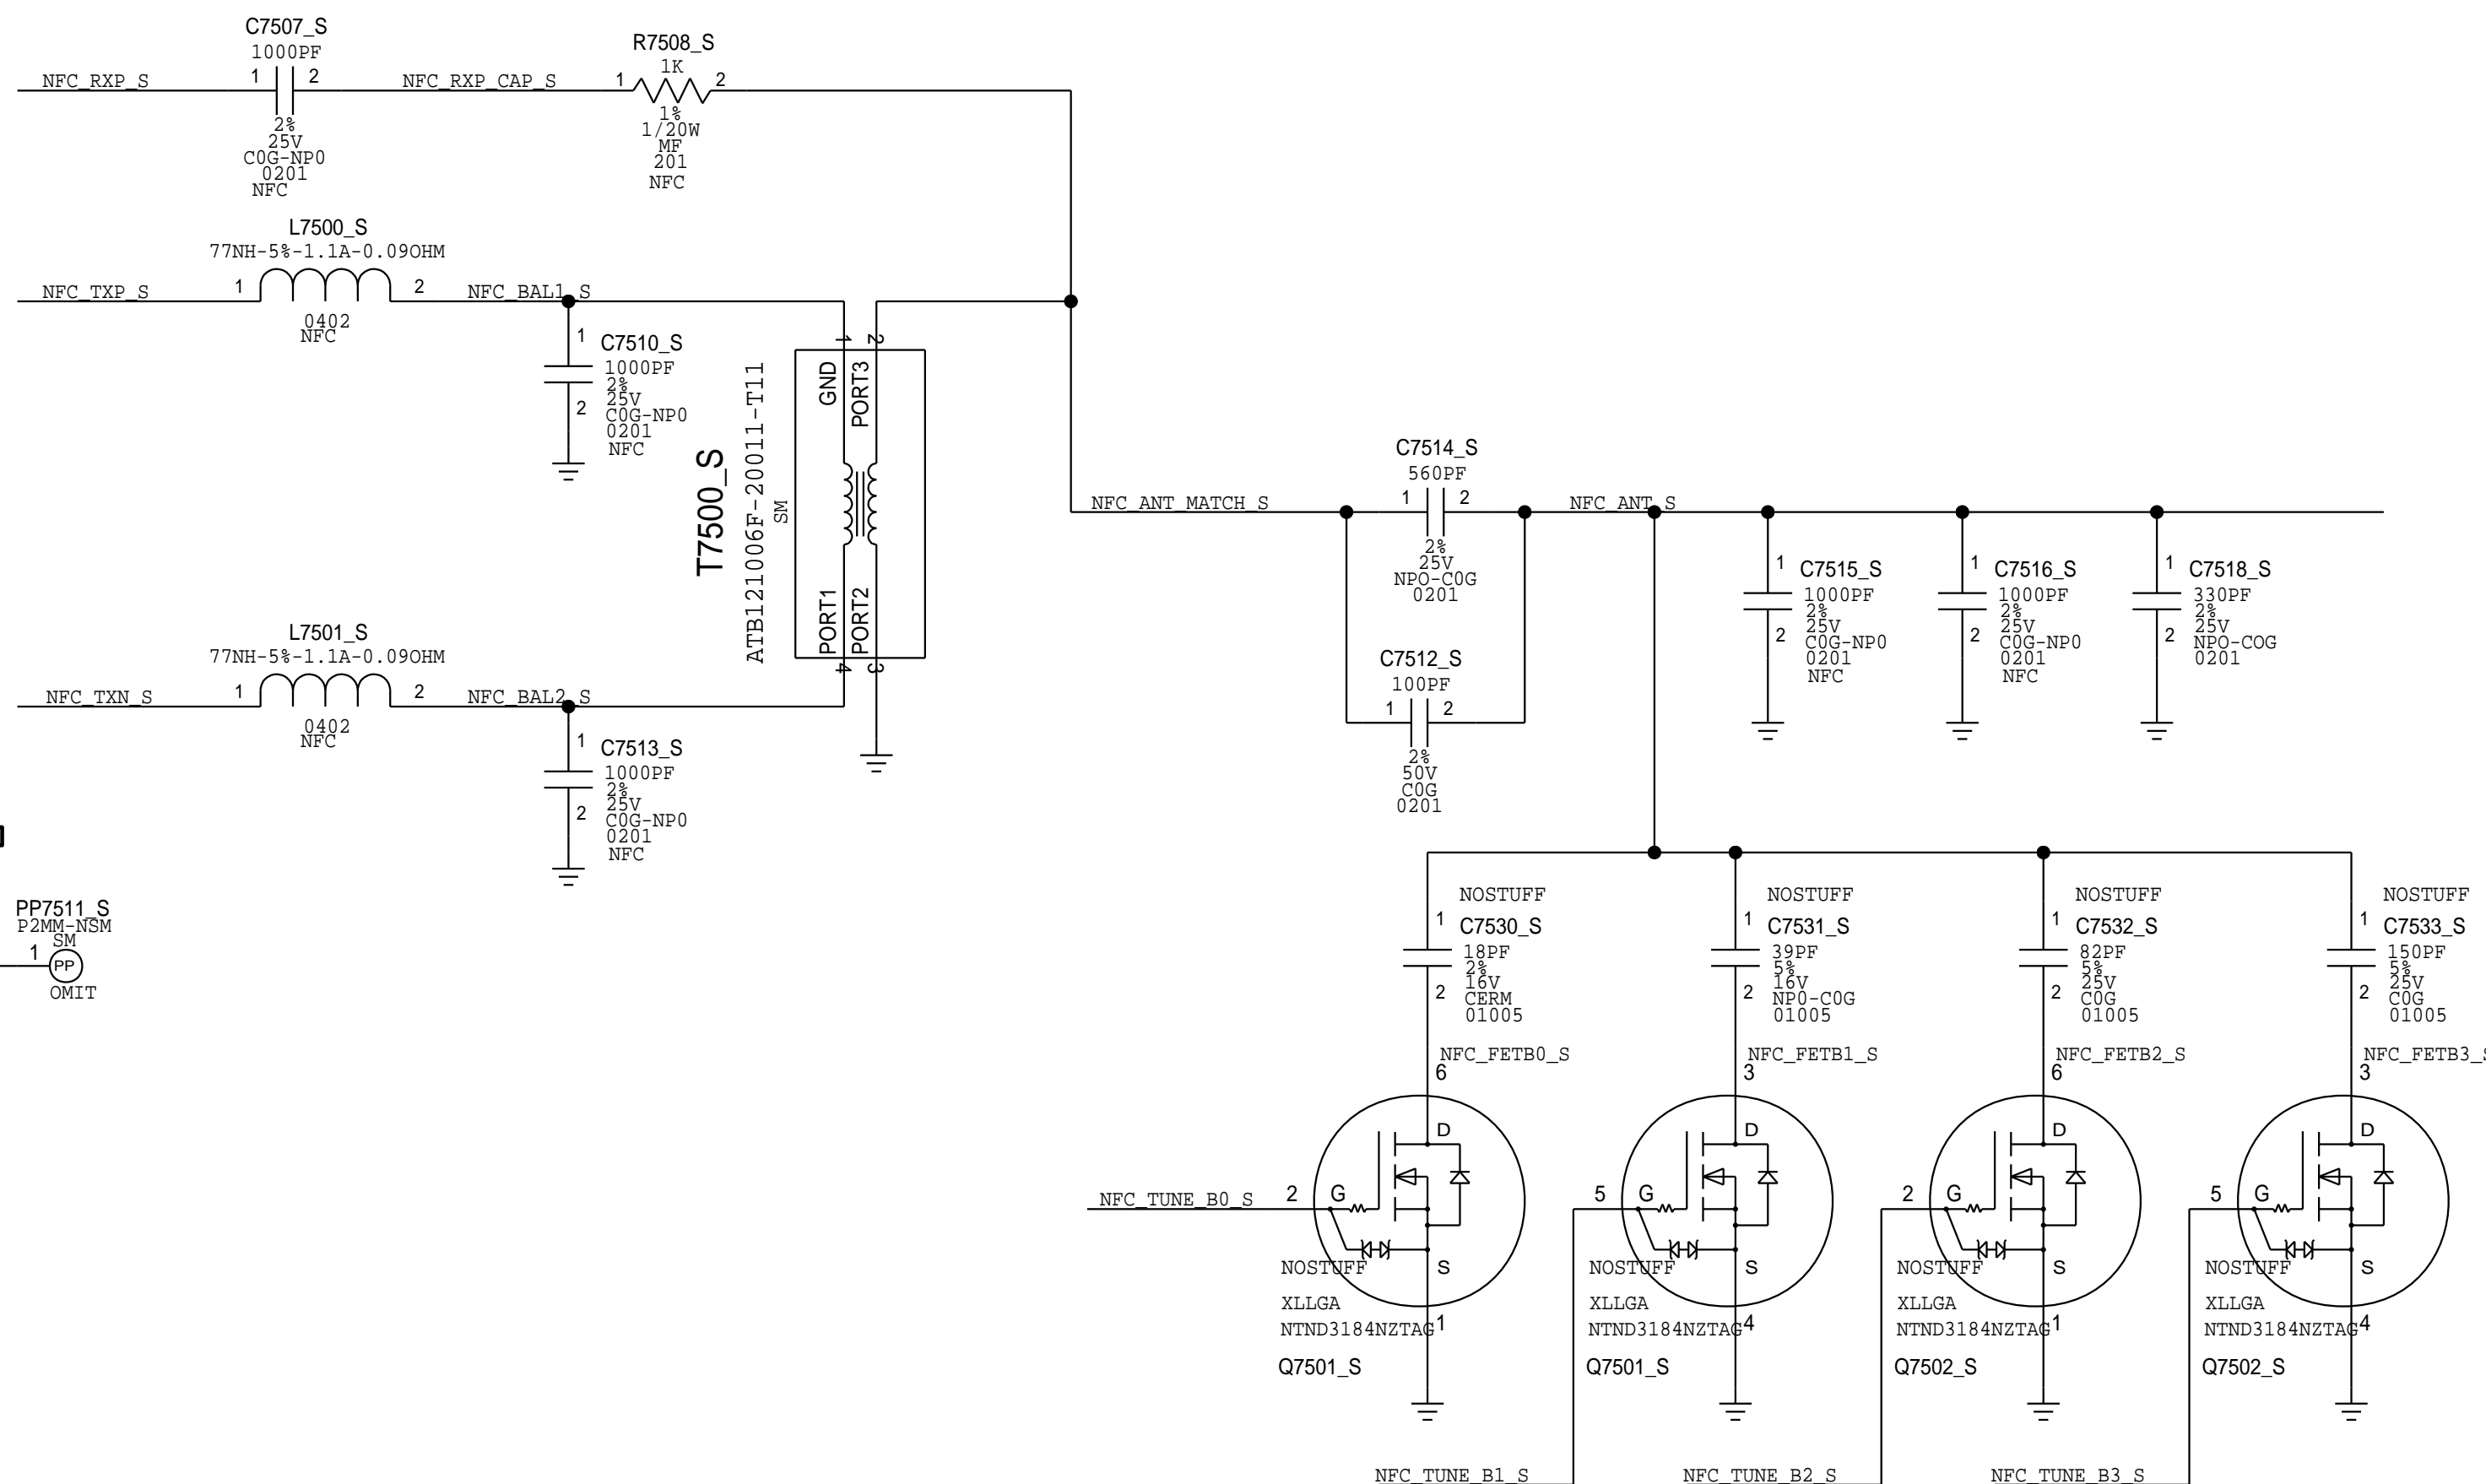 C7507_S
1000PF
NFC_RXP_S
1
2
2%
25V
C0G-NP0
0201
NFC
NFC_RXP_CAP_S
R7508_S
1K
1
2
1%
1/20W
MF
201
NFC
L7500_S
77NH-5%-1.1A-0.09OHM
NFC_TXP_S
1
2
0402
NFC
NFC_BAL1_S
1
2
C7510_S
1000PF
2%
25V
C0G-NP0
0201
NFC
T7500_S
ATB121006F-20011-T11
SM
1
2
GND
PORT3
PORT1
PORT2
4
3
L7501_S
77NH-5%-1.1A-0.09OHM
NFC_TXN_S
1
2
0402
NFC
NFC_BAL2_S
1
2
C7513_S
1000PF
2%
25V
C0G-NP0
0201
NFC
PP7511_S
P2MM-NSM
SM
1
PP
OMIT
NFC_ANT_MATCH_S
C7514_S
560PF
1
2
2%
25V
NPO-C0G
0201
NFC_ANT_S
C7512_S
100PF
1
2
2%
50V
C0G
0201
1
2
C7515_S
1000PF
2%
25V
C0G-NP0
0201
NFC
1
2
C7516_S
1000PF
2%
25V
C0G-NP0
0201
NFC
1
2
C7518_S
330PF
2%
25V
NPO-COG
0201
NOSTUFF
1
2
C7530_S
18PF
2%
16V
CERM
01005
NFC_FETB0_S
6
NOSTUFF
1
2
C7531_S
39PF
5%
16V
NP0-C0G
01005
NFC_FETB1_S
3
NOSTUFF
1
2
C7532_S
82PF
5%
25V
C0G
01005
NFC_FETB2_S
6
NOSTUFF
1
2
C7533_S
150PF
5%
25V
C0G
01005
NFC_FETB3_S
3
NFC_TUNE_B0_S
2
G
D
S
NOSTUFF
XLLGA
NTND3184NZTAG
1
Q7501_S
5
G
D
S
NOSTUFF
XLLGA
NTND3184NZTAG
4
Q7501_S
2
G
D
S
NOSTUFF
XLLGA
NTND3184NZTAG
1
Q7502_S
5
G
D
S
NOSTUFF
XLLGA
NTND3184NZTAG
4
Q7502_S
NFC_TUNE_B1_S
NFC_TUNE_B2_S
NFC_TUNE_B3_S